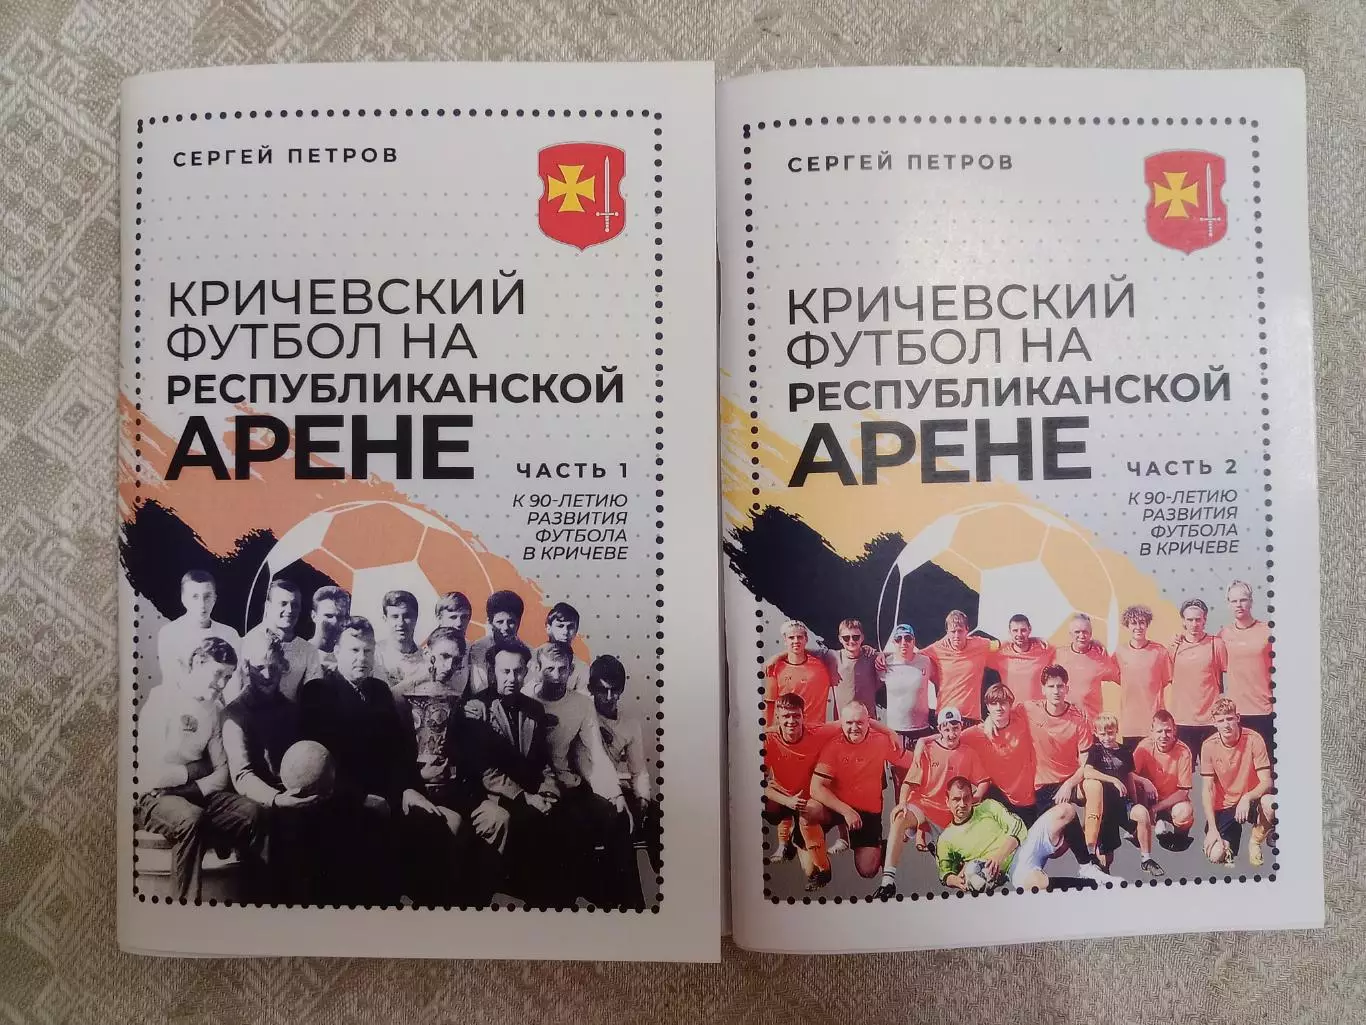 СЕРГЕЙ ПЕТРОВ
КРИЧЕВСКИЙ
ФУТБОЛ НА
РЕСПУБЛИКАНСКОЙ
АРЕНЕ
ЧАСТЬ 1
К 90-ЛЕТИЮ
РАЗВИТИЯ
ФУТБОЛА
В КРИЧЕВЕ
СЕРГЕЙ ПЕТРОВ
КРИЧЕВСКИЙ
ФУТБОЛ НА
РЕСПУБЛИКАНСКОЙ
АРЕНЕ
ЧАСТЬ 2
К 90-ЛЕТИЮ
РАЗВИТИЯ
ФУТБОЛА
В КРИЧЕВЕ